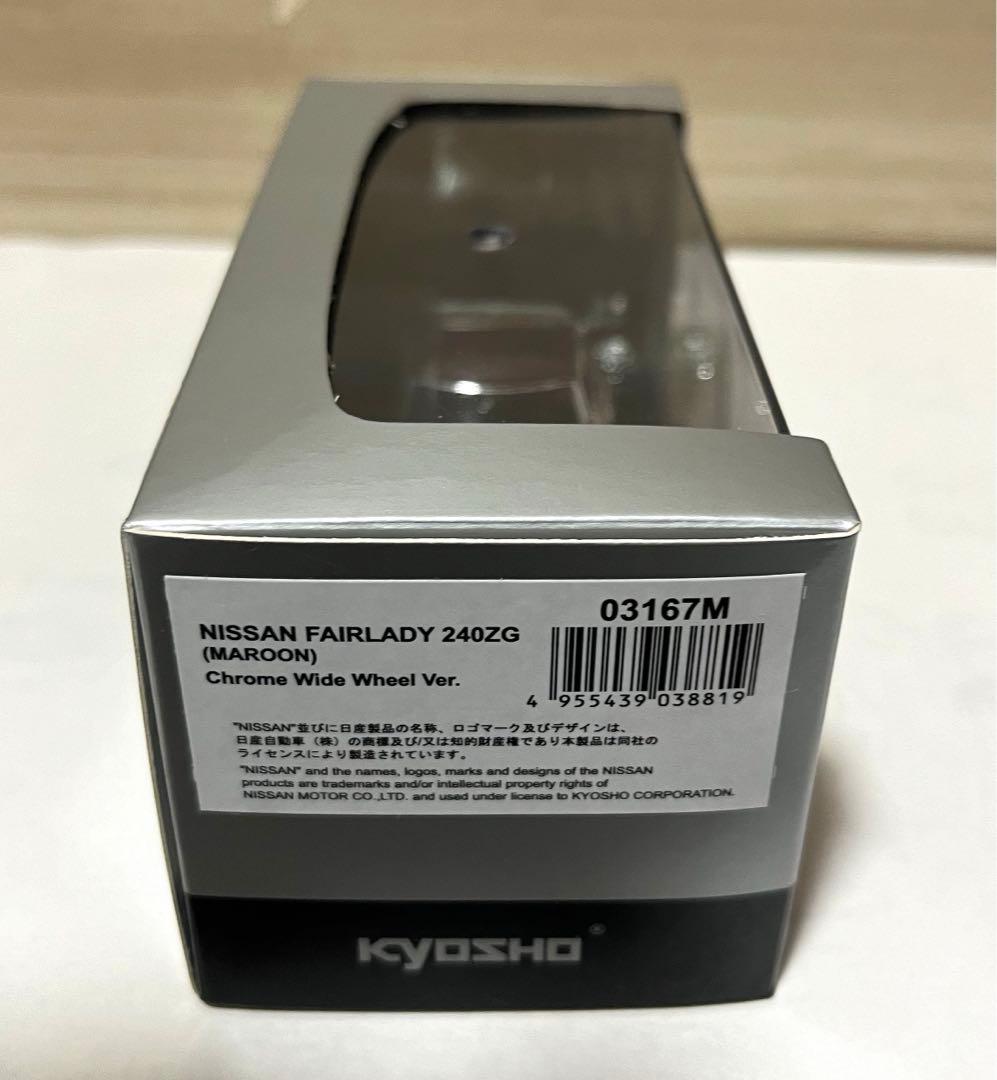 03167M
NISSAN FAIRLADY 240ZG
(MAROON)
Chrome Wide Wheel Ver.
4 955439 038819
"NISSAN"並びに日産製品の名称、ロゴマーク及びデザインは、
日産自動車(株)の商標及び/又は知的財産権であり本製品は同社の
ライセンスにより製造されています。
"NISSAN" and the names, logos, marks and designs of the NISSAN
products are trademarks and/or intellectual property rights of
NISSAN MOTOR CO.,LTD. and used under license to KYOSHO CORPORATION.
KYOSHO®